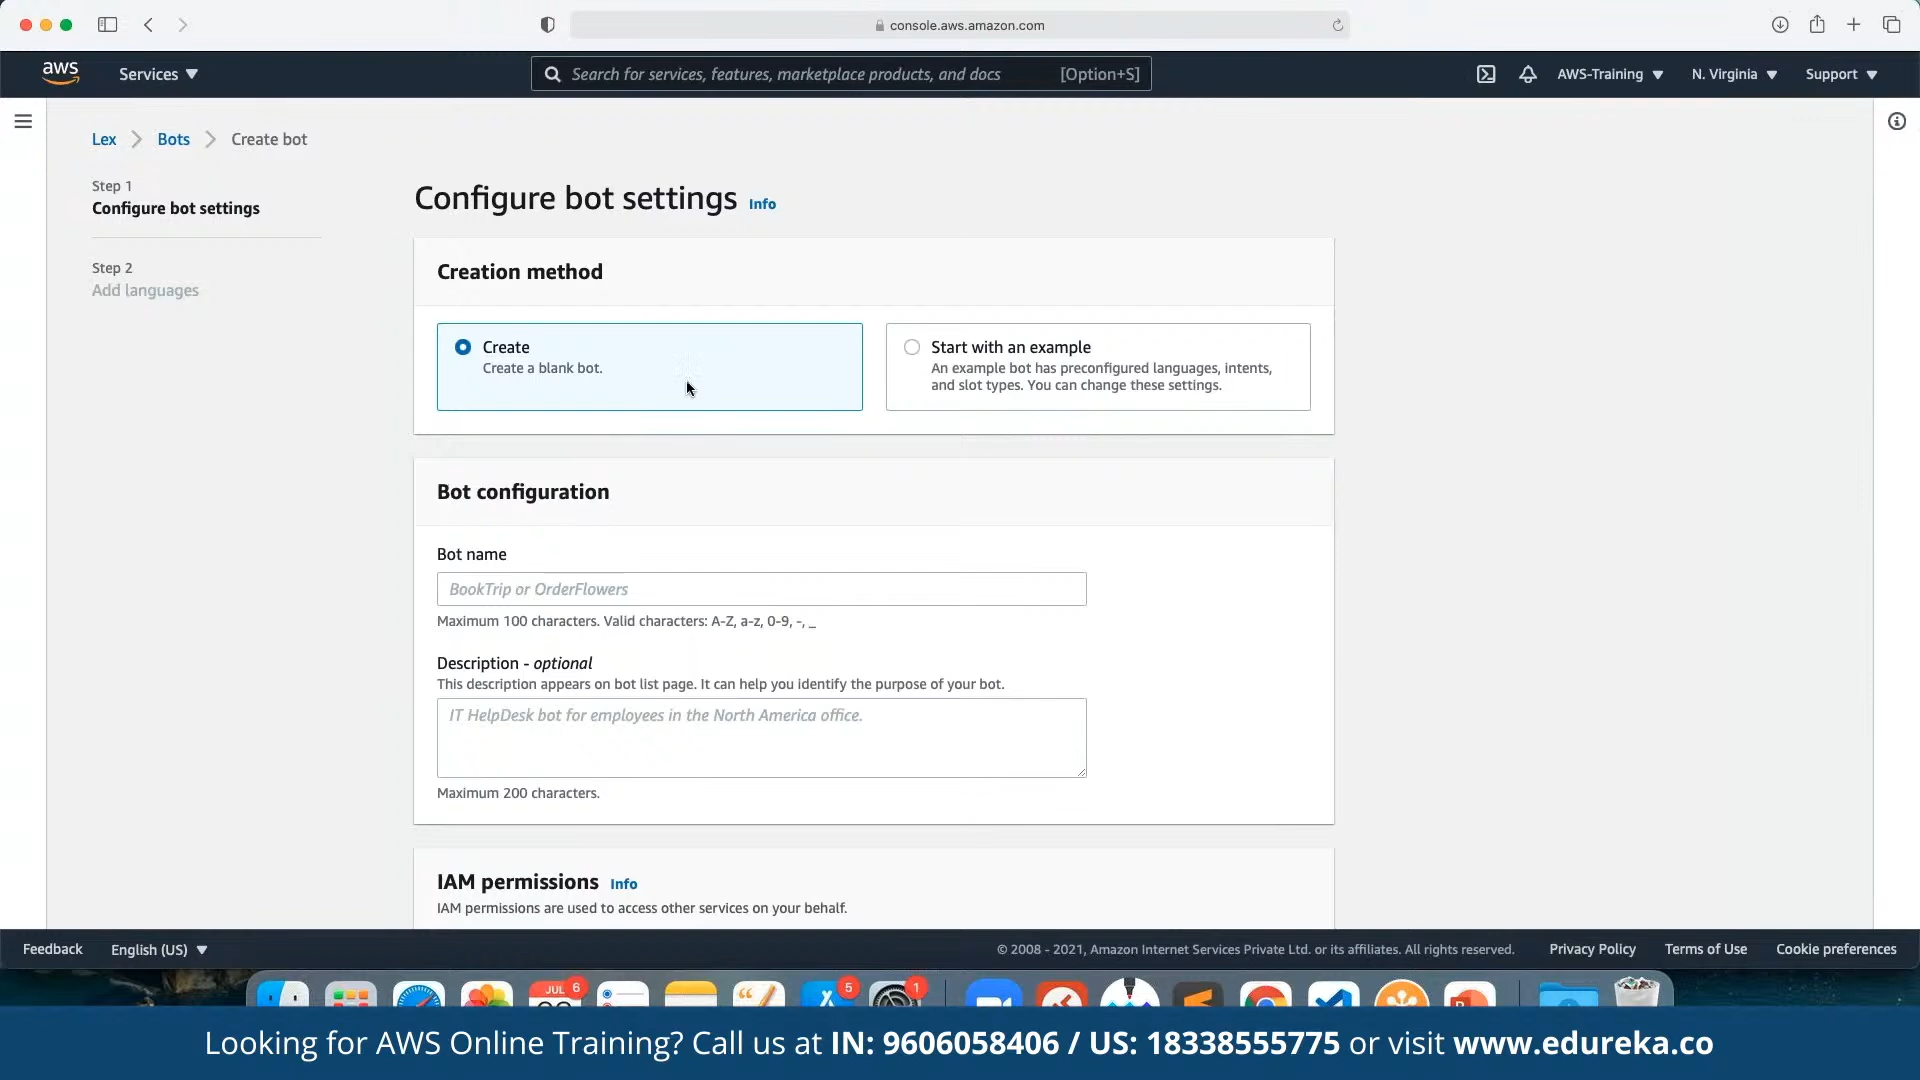 console.aws.amazon.com
aws Services Search for services, features, marketplace products, and docs [Option+S] AWS-Training N. Virginia Support
Lex Bots Create bot
Step 1
Configure bot settings
Step 2
Add languages
Configure bot settings Info
Creation method
Create
Create a blank bot.
Start with an example
An example bot has preconfigured languages, intents,
and slot types. You can change these settings.
Bot configuration
Bot name
BookTrip or OrderFlowers
Maximum 100 characters. Valid characters: A-Z, a-z, 0-9, -, _
Description - optional
This description appears on bot list page. It can help you identify the purpose of your bot.
IT HelpDesk bot for employees in the North America office.
Maximum 200 characters.
IAM permissions Info
IAM permissions are used to access other services on your behalf.
Feedback English (US) © 2008 - 2021, Amazon Internet Services Private Ltd. or its affiliates. All rights reserved. Privacy Policy Terms of Use Cookie preferences
JUL 6 5 1
Looking for AWS Online Training? Call us at IN: 9606058406 / US: 18338555775 or visit www.edureka.co